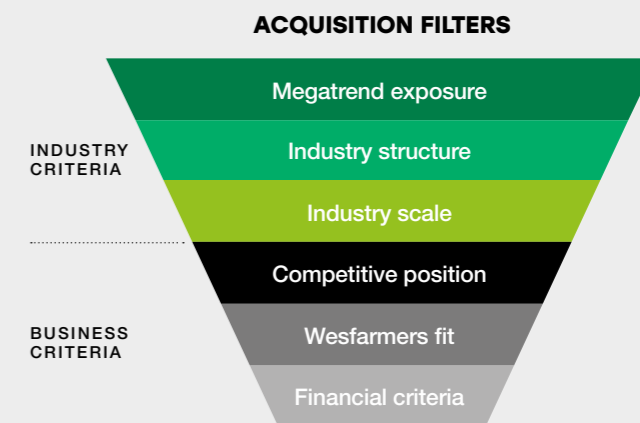 ACQUISITION FILTERS
Megatrend exposure
INDUSTRY
CRITERIA
Industry structure
Industry scale
Competitive position
BUSINESS
CRITERIA
Wesfarmers fit
Financial criteria